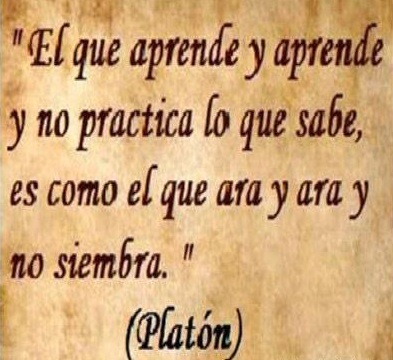 "El que aprende y aprende
y no practica lo que sabe,
es como el que ara y ara y
no siembra. "
(Platón)